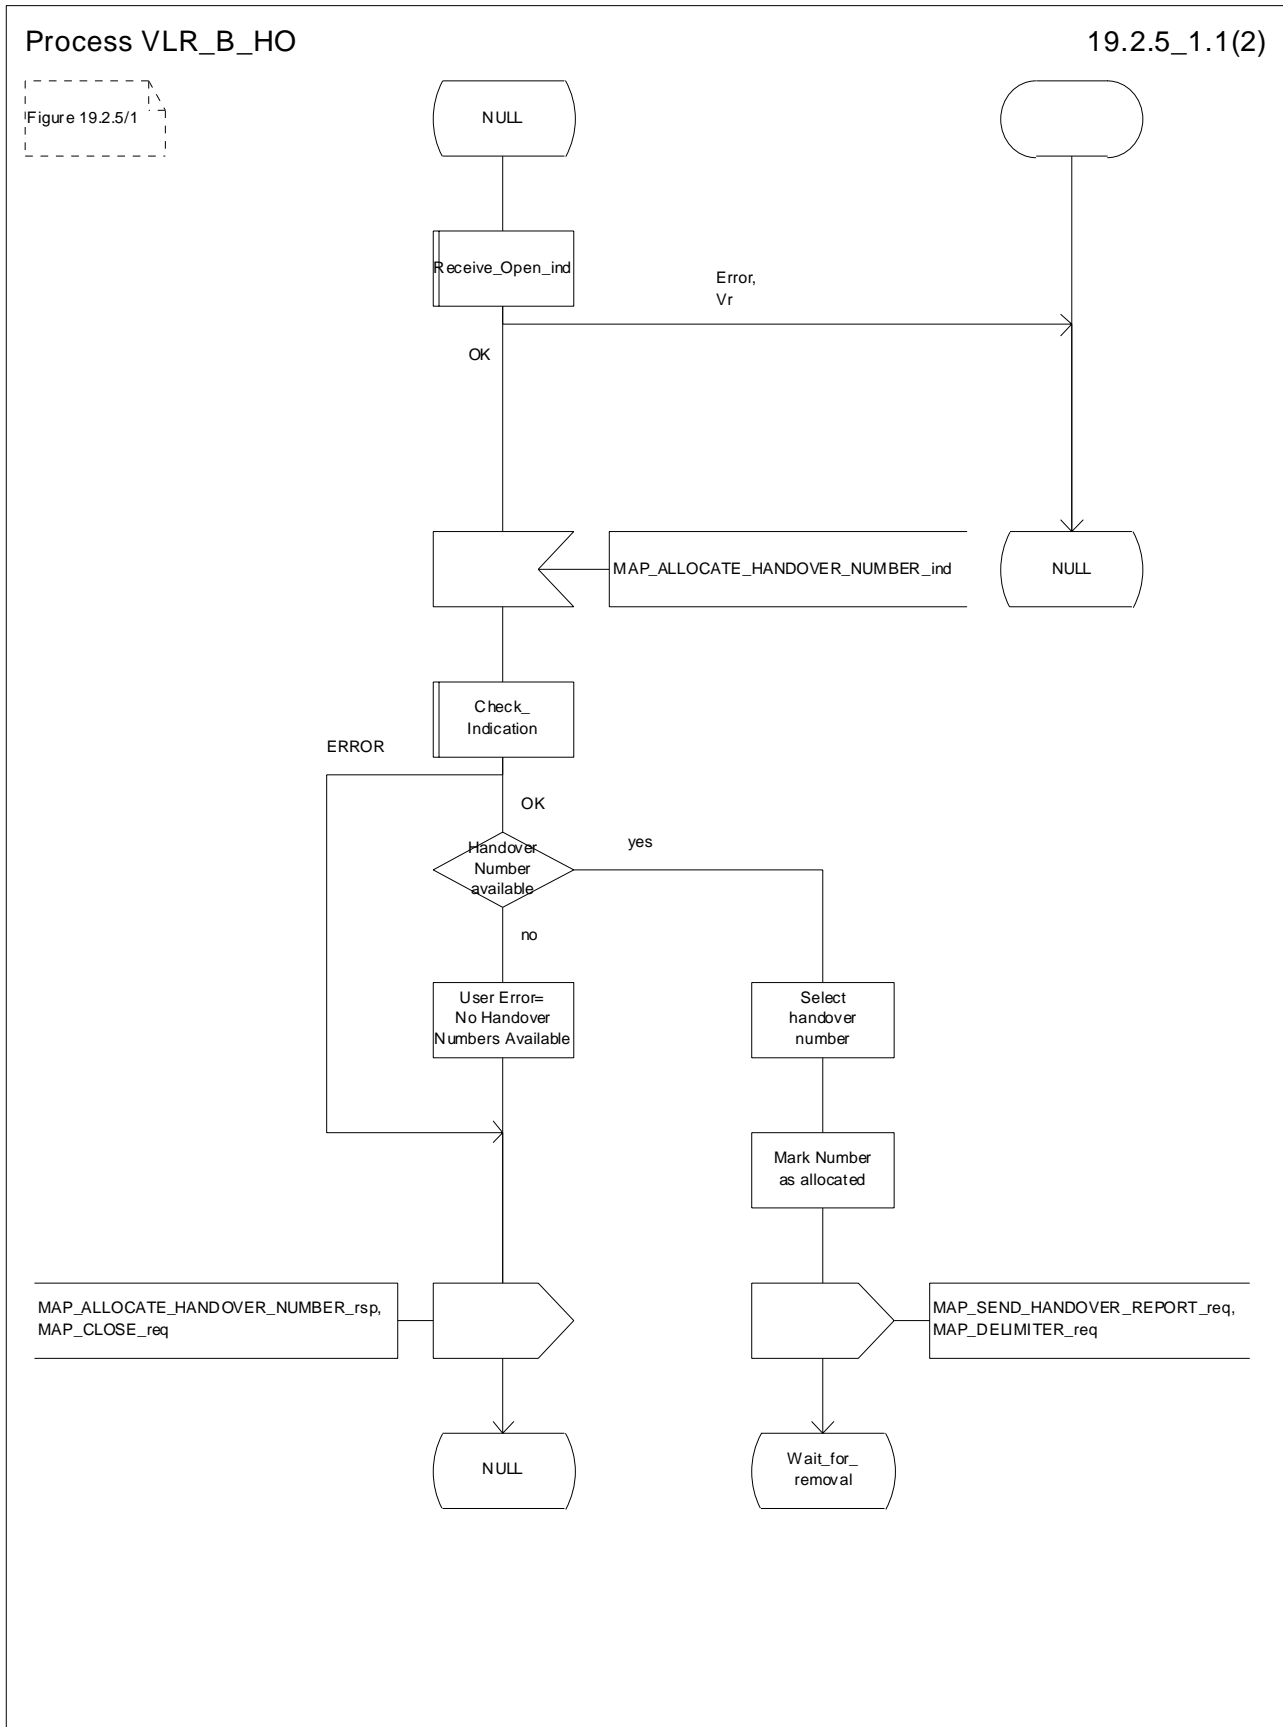 Process VLR_B_HO
19.2.5_1.1(2)
Figure 19.2.5/1
NULL
Receive_Open_ind
Error,
Vr
OK
MAP_ALLOCATE_HANDOVER_NUMBER_ind
NULL
Check_
Indication
ERROR
OK
Handover
Number
available
yes
no
User Error=
No Handover
Numbers Available
Select
handover
number
Mark Number
as allocated
MAP_ALLOCATE_HANDOVER_NUMBER_rsp,
MAP_CLOSE_req
MAP_SEND_HANDOVER_REPORT_req,
MAP_DELIMITER_req
NULL
Wait_for_
removal